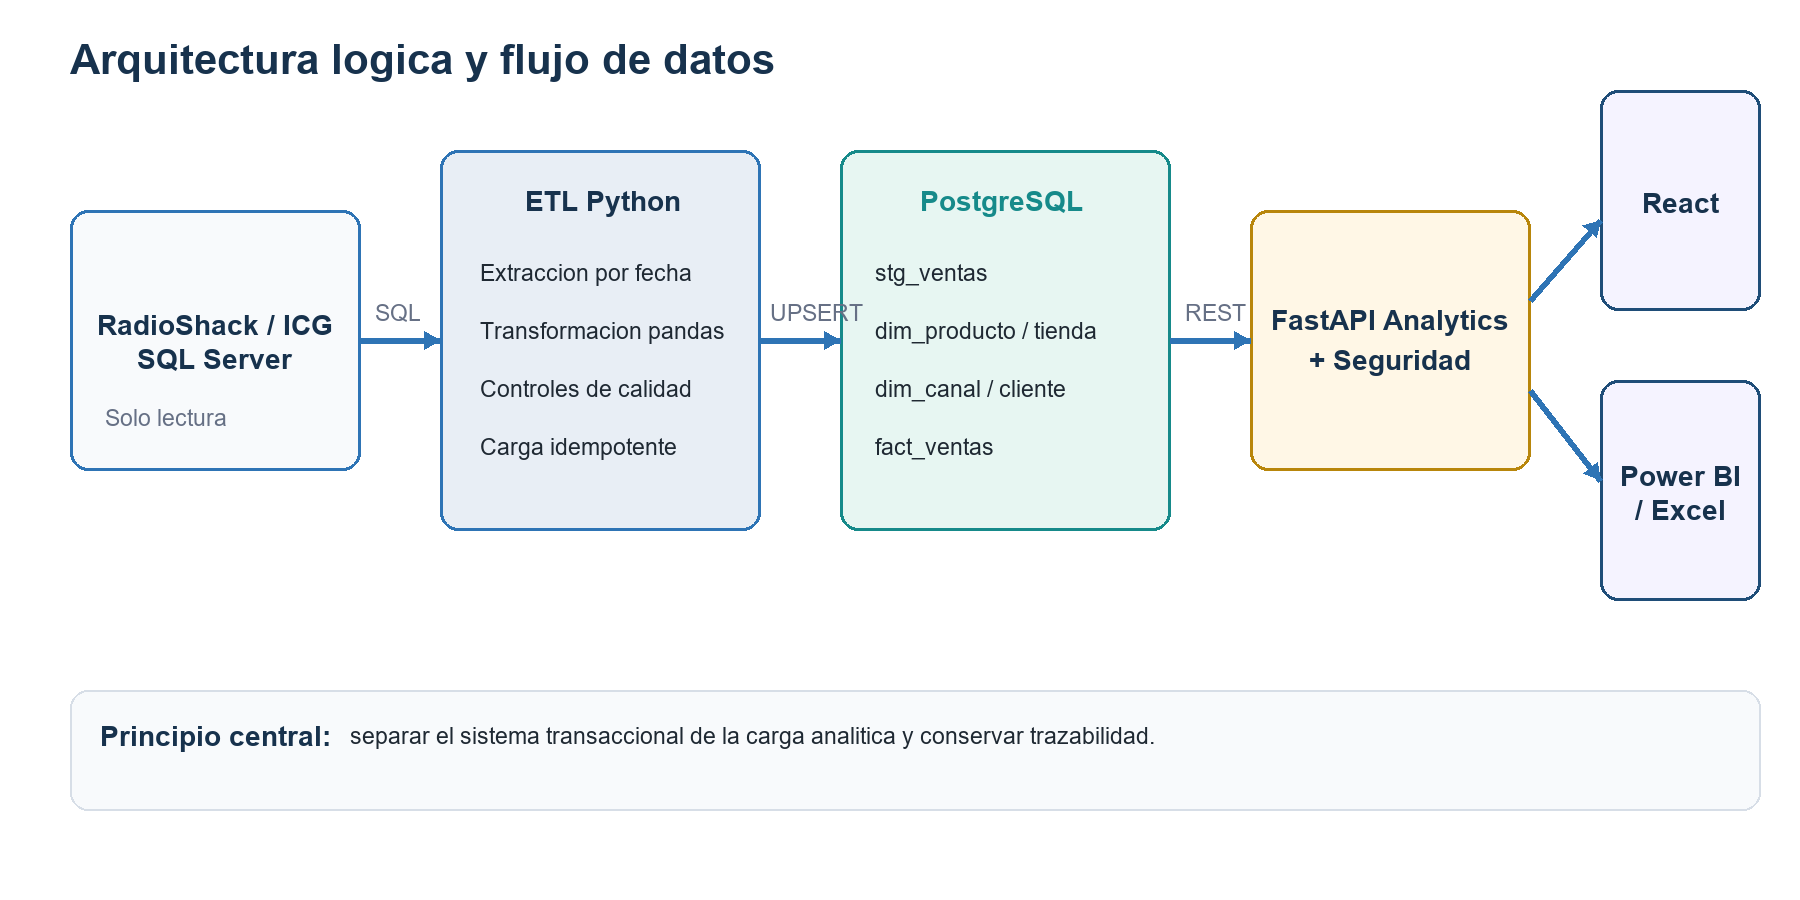 Arquitectura logica y flujo de datos
RadioShack / ICG
SQL Server
Solo lectura
SQL
ETL Python
Extraccion por fecha
Transformacion pandas
Controles de calidad
Carga idempotente
UPSERT
PostgreSQL
stg_ventas
dim_producto / tienda
dim_canal / cliente
fact_ventas
REST
FastAPI Analytics
+ Seguridad
React
Power BI
/ Excel
Principio central: separar el sistema transaccional de la carga analitica y conservar trazabilidad.